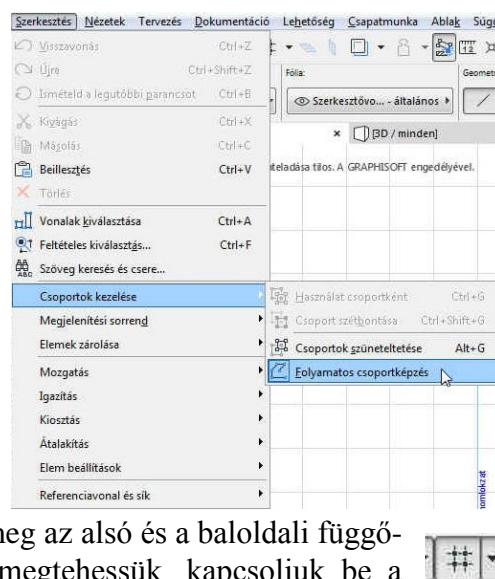 Szerkesztés Nézetek Tervezés Dokumentáció Lehetőség Csapatmunka Ablak Súg
Visszavonás Ctrl+Z
Újra Ctrl+Shift+Z
Ismételd a legutóbbi parancsot Ctrl+B
Kivágás Ctrl+X
Másolás Ctrl+C
Beillesztés Ctrl+V
Törlés
Vonalak kiválasztása Ctrl+A
Feltételes kiválasztás... Ctrl+F
Szöveg keresés és csere...
Csoportok kezelése
Megjelenítési sorrend
Elemek zárolása
Mozgatás
Igazítás
Kiosztás
Átalakítás
Elem beállítások
Referenciavonal és sík
Fólia:
Geometr
Szerkesztővo... - általános
[3D / minden]
iteladása tilos. A GRAPHISOFT engedélyével.
Használat csoportként Ctrl+G
Csoport szétbontása Ctrl+Shift+G
Csoportok szüneteltetése Alt+G
Folyamatos csoportképzés
omlokzat
neg az alsó és a baloldali függő-
megtehessük, kapcsoljuk be a